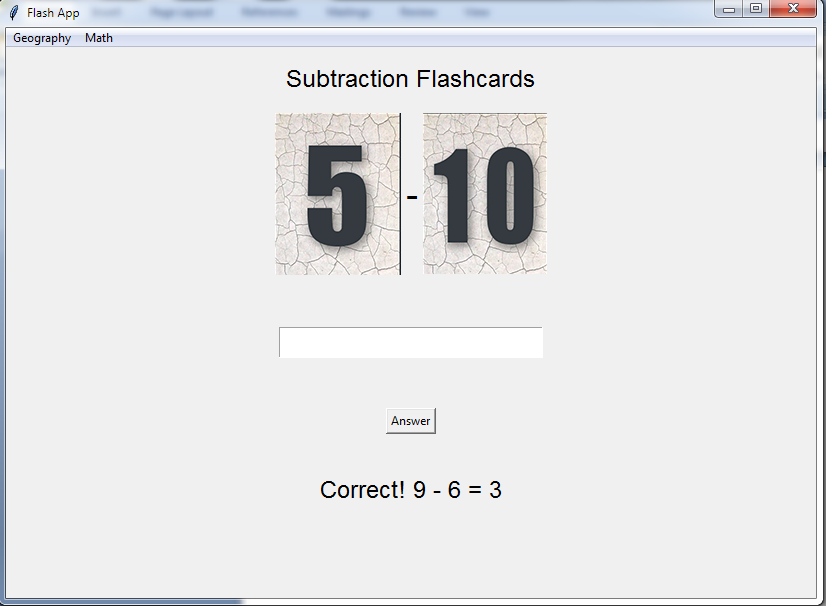 Flash App
Geography Math
Subtraction Flashcards
5 - 10
Answer
Correct! 9 - 6 = 3